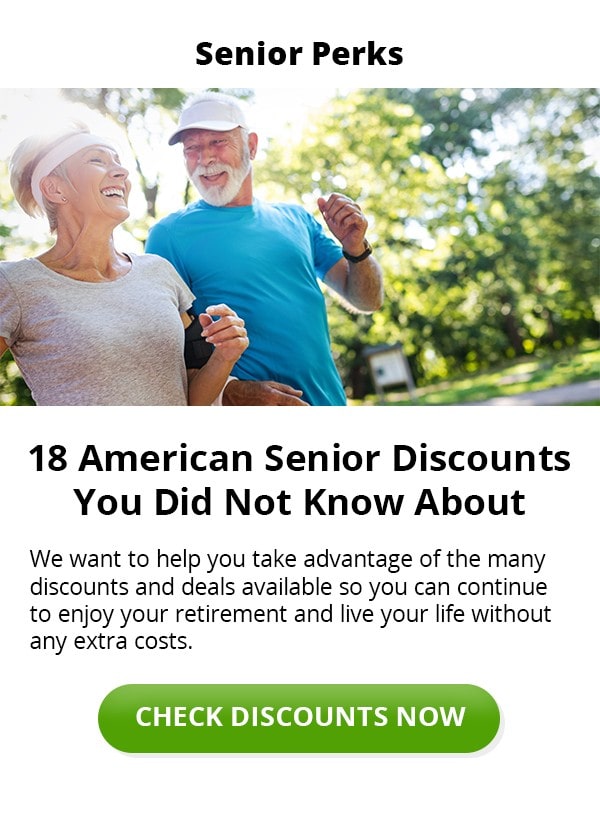 Senior Perks
18 American Senior Discounts
You Did Not Know About
We want to help you take advantage of the many
discounts and deals available so you can continue
to enjoy your retirement and live your life without
any extra costs.
CHECK DISCOUNTS NOW